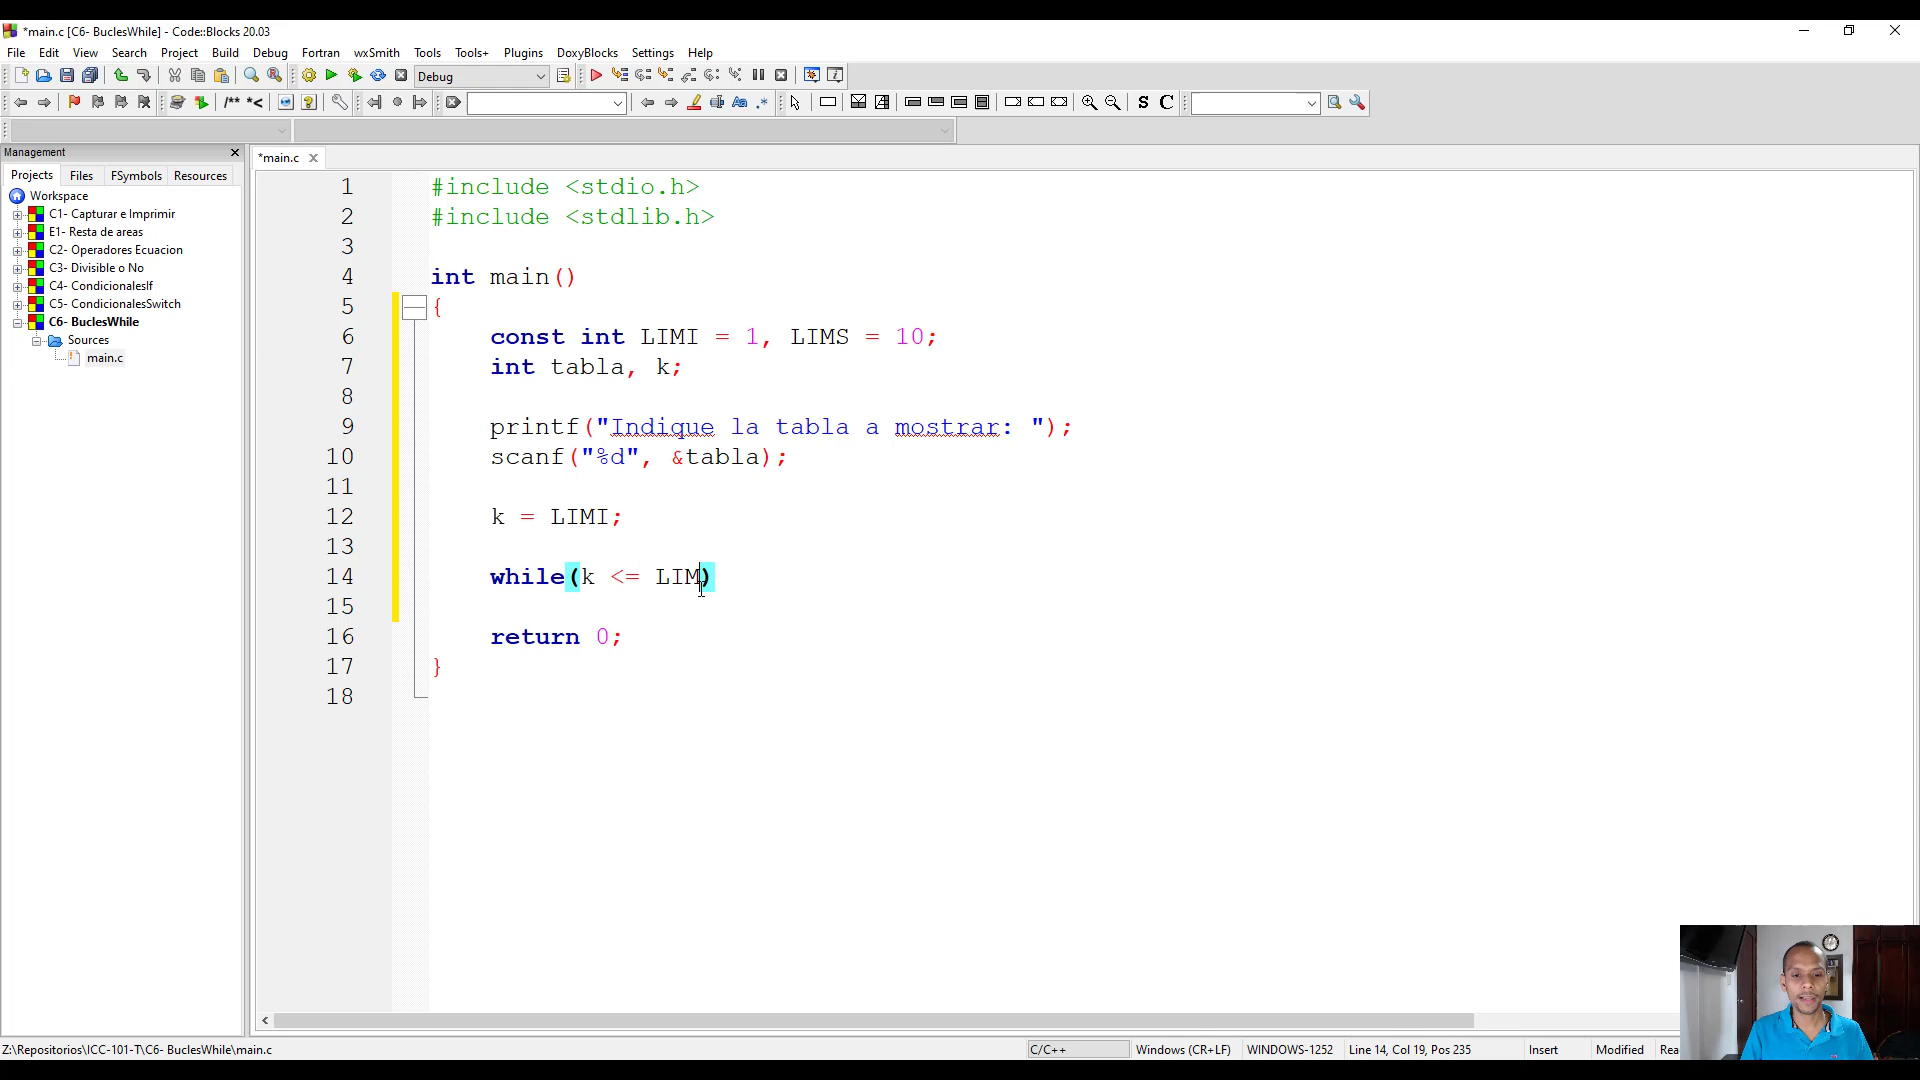 *main.c [C6- BuclesWhile] - Code::Blocks 20.03
File Edit View Search Project Build Debug Fortran wxSmith Tools Tools+ Plugins DoxyBlocks Settings Help
Debug
/** *<
Aa .*
S C
Management
Projects Files FSymbols Resources
Workspace
C1- Capturar e Imprimir
E1- Resta de areas
C2- Operadores Ecuacion
C3- Divisible o No
C4- CondicionalesIf
C5- CondicionalesSwitch
C6- BuclesWhile
Sources
main.c
*main.c
1 #include <stdio.h>
2 #include <stdlib.h>
3
4 int main()
5 {
6 const int LIMI = 1, LIMS = 10;
7 int tabla, k;
8
9 printf("Indique la tabla a mostrar: ");
10 scanf("%d", &tabla);
11
12 k = LIMI;
13
14 while(k <= LIM)
15
16 return 0;
17 }
18
Z:\Repositorios\ICC-101-T\C6- BuclesWhile\main.c C/C++ Windows (CR+LF) WINDOWS-1252 Line 14, Col 19, Pos 235 Insert Modified Rea